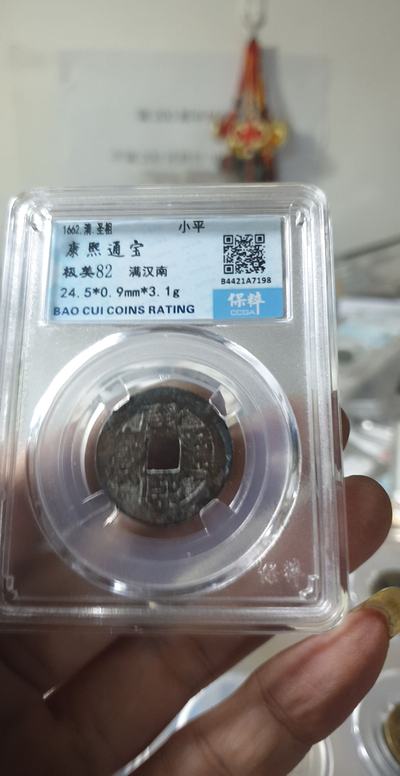 1662.清.圣祖 小平
康熙通宝
极美82 满汉南
24.5*0.9mm*3.1g
B4421A7198
BAO CUI COINS RATING
保粹
CCGA